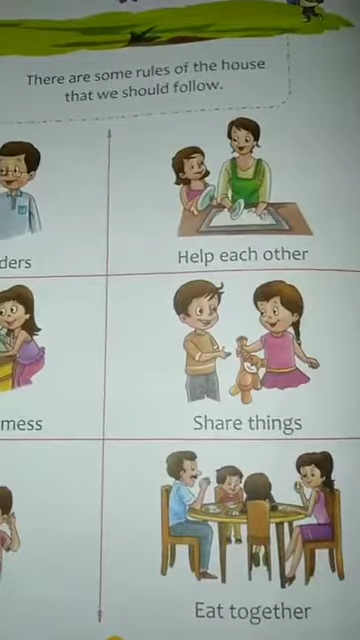 There are some rules of the house
that we should follow.
Help each other
mess
Share things
Eat together